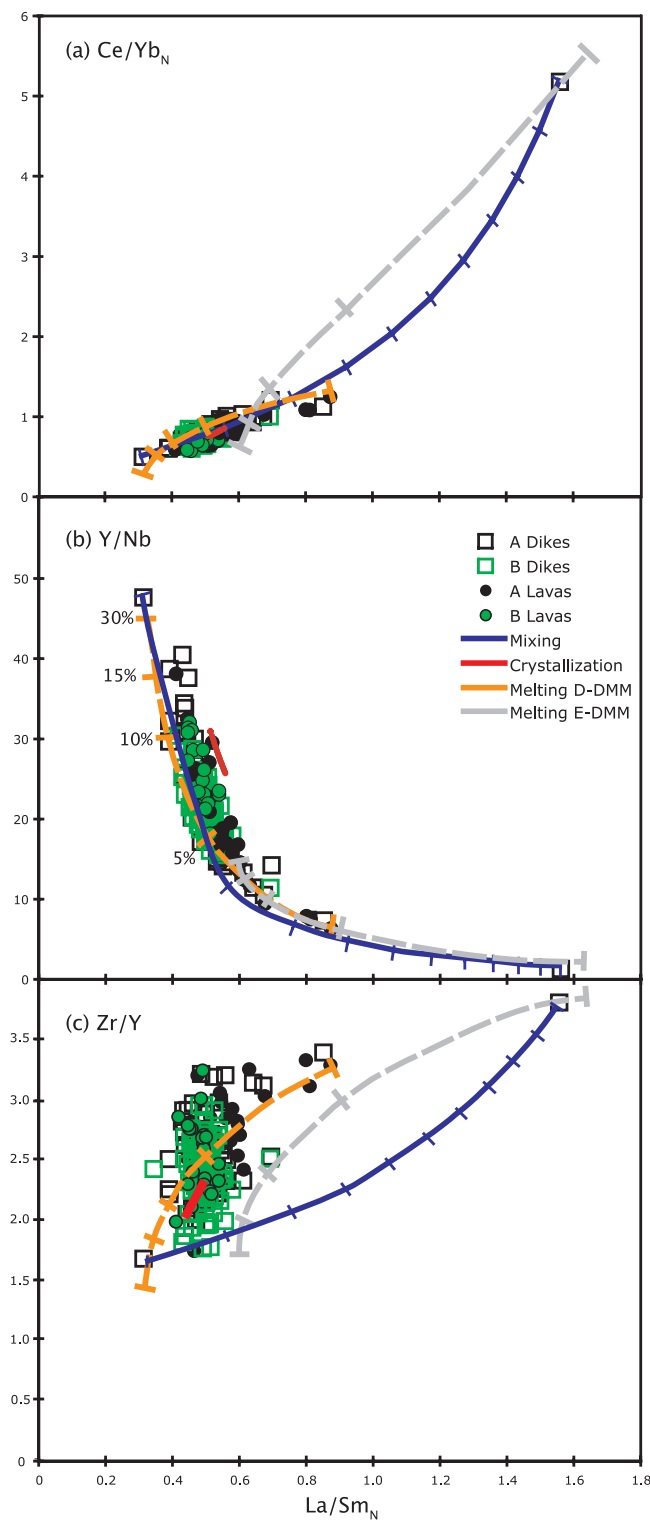 (a) Ce/YbN
6
5
4
3
2
1
0
(b) Y/Nb
50
40
30
20
10
0
30%
15%
10%
5%
A Dikes
B Dikes
A Lavas
B Lavas
Mixing
Crystallization
Melting D-DMM
Melting E-DMM
(c) Zr/Y
3.5
3.0
2.5
2.0
1.5
1.0
0.5
0.0
0 0.2 0.4 0.6 0.8 1.0 1.2 1.4 1.6 1.8
La/SmN